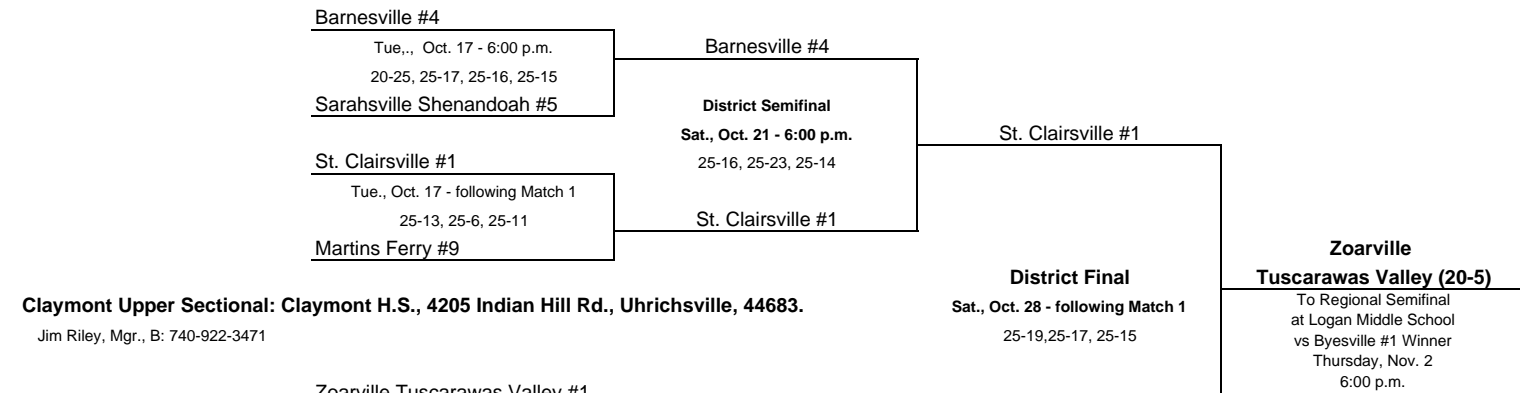 Barnesville #4
Tue,., Oct. 17 - 6:00 p.m.
Barnesville #4
20-25, 25-17, 25-16, 25-15
Sarahsville Shenandoah #5
District Semifinal
Sat., Oct. 21 - 6:00 p.m.
St. Clairsville #1
St. Clairsville #1
25-16, 25-23, 25-14
Tue., Oct. 17 - following Match 1
25-13, 25-6, 25-11
St. Clairsville #1
Martins Ferry #9
Zoarville
District Final
Tuscarawas Valley (20-5)
Claymont Upper Sectional: Claymont H.S., 4205 Indian Hill Rd., Uhrichsville, 44683.
Sat., Oct. 28 - following Match 1
To Regional Semifinal
at Logan Middle School
Jim Riley, Mgr., B: 740-922-3471
25-19,25-17, 25-15
vs Byesville #1 Winner
Thursday, Nov. 2
6:00 p.m.
Zoarville Tuscarawas Valley #1